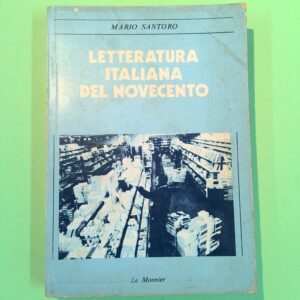 MARIO SANTORO
LETTERATURA
ITALIANA
DEL NOVECENTO
Le Monnier